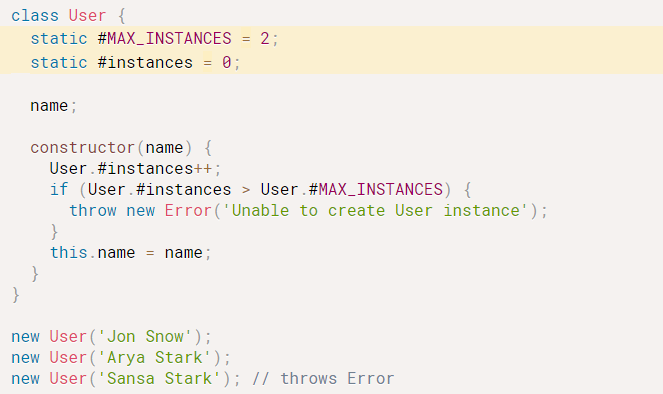 class User {
  static #MAX_INSTANCES = 2;
  static #instances = 0;

  name;

  constructor(name) {
    User.#instances++;
    if (User.#instances > User.#MAX_INSTANCES) {
      throw new Error('Unable to create User instance');
    }
    this.name = name;
  }
}

new User('Jon Snow');
new User('Arya Stark');
new User('Sansa Stark'); // throws Error